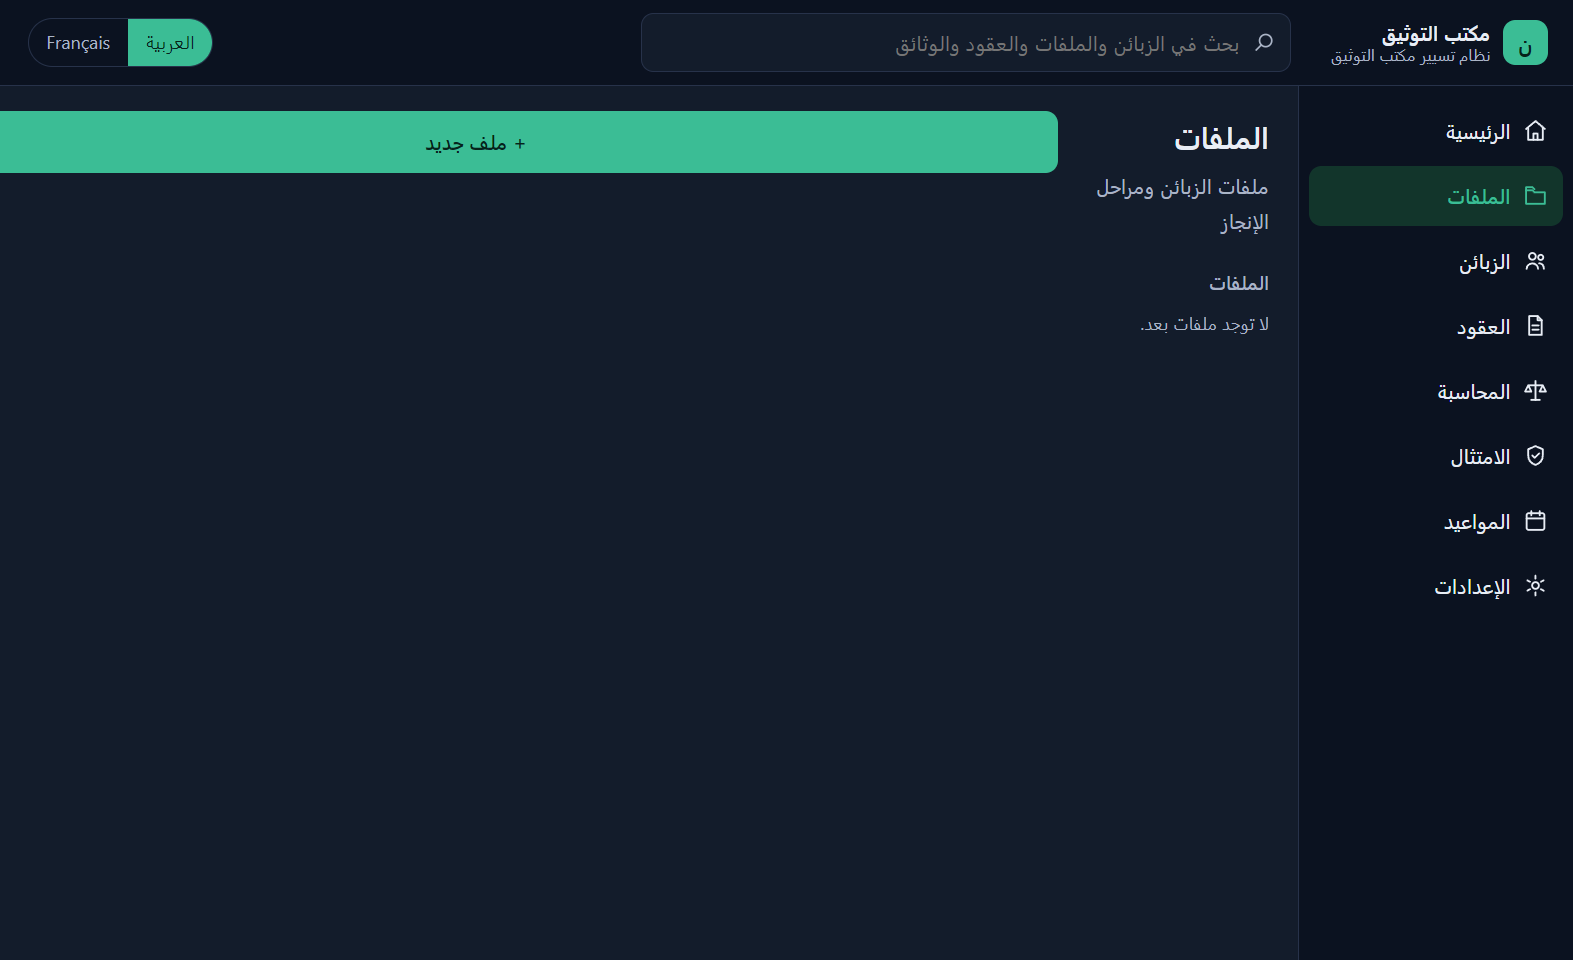 ن
مكتب التوثيق
نظام تسيير مكتب التوثيق
بحث في الزبائن والملفات والعقود والوثائق
العربية
Français
الرئيسية
الملفات
الزبائن
العقود
المحاسبة
الامتثال
المواعيد
الإعدادات
الملفات
ملفات الزبائن ومراحل
الإنجاز
+ ملف جديد
الملفات
لا توجد ملفات بعد.